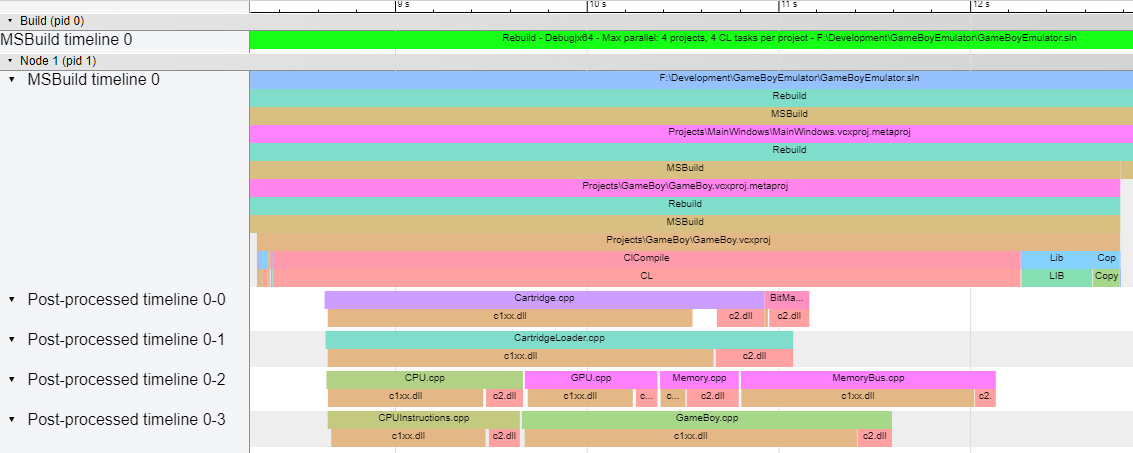 9 s 10 s 11 s 12 s
Build (pid 0)
MSBuild timeline 0 Rebuild - Debug|x64 - Max parallel: 4 projects, 4 CL tasks per project - F:\Development\GameBoyEmulator\GameBoyEmulator.sln
Node 1 (pid 1)
MSBuild timeline 0 F:\Development\GameBoyEmulator\GameBoyEmulator.sln
Rebuild
MSBuild
Projects\MainWindows\MainWindows.vcxproj.metaproj
Rebuild
MSBuild
Projects\GameBoy\GameBoy.vcxproj.metaproj
Rebuild
MSBuild
Projects\GameBoy\GameBoy.vcxproj
ClCompile Lib Cop
CL LIB Copy
Post-processed timeline 0-0 Cartridge.cpp BitMa...
c1xx.dll c2.dll c2.dll
Post-processed timeline 0-1 CartridgeLoader.cpp
c1xx.dll c2.dll
Post-processed timeline 0-2 CPU.cpp GPU.cpp Memory.cpp MemoryBus.cpp
c1xx.dll c2.dll c1xx.dll c... c... c2.dll c1xx.dll c2.
Post-processed timeline 0-3 CPUInstructions.cpp GameBoy.cpp
c1xx.dll c2.dll c1xx.dll c2.dll